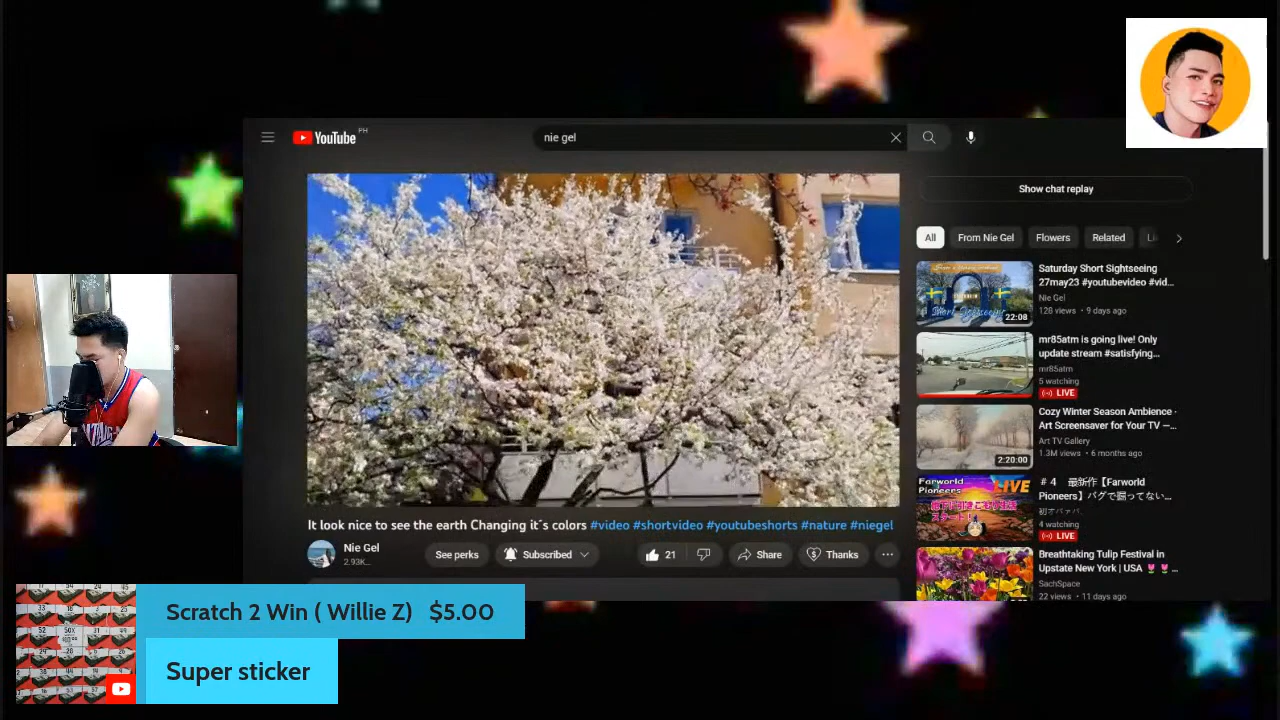 YouTube PH
nie gel
Show chat replay
All
From Nie Gel
Flowers
Related
Li
Saturday Short Sightseeing
27may23 #youtubevideo #vid...
Nie Gel
128 views • 9 days ago
22:08
mr85atm is going live! Only
update stream #satisfying...
mr85atm
5 watching
LIVE
Cozy Winter Season Ambience ·
Art Screensaver for Your TV —...
Art TV Gallery
1.3M views • 6 months ago
2:20:00
Farworld
Pioneers
LIVE
# 4 最新作【Farworld
Pioneers】バグで掘ってない...
4 watching
LIVE
Breathtaking Tulip Festival in
Upstate New York | USA 🌷 🌷 ...
SachSpace
22 views • 11 days ago
It look nice to see the earth Changing it´s colors #video #shortvideo #youtubeshorts #nature #niegel
Nie Gel
2.93K...
See perks
Subscribed
21
Share
Thanks
Scratch 2 Win ( Willie Z) $5.00
Super sticker